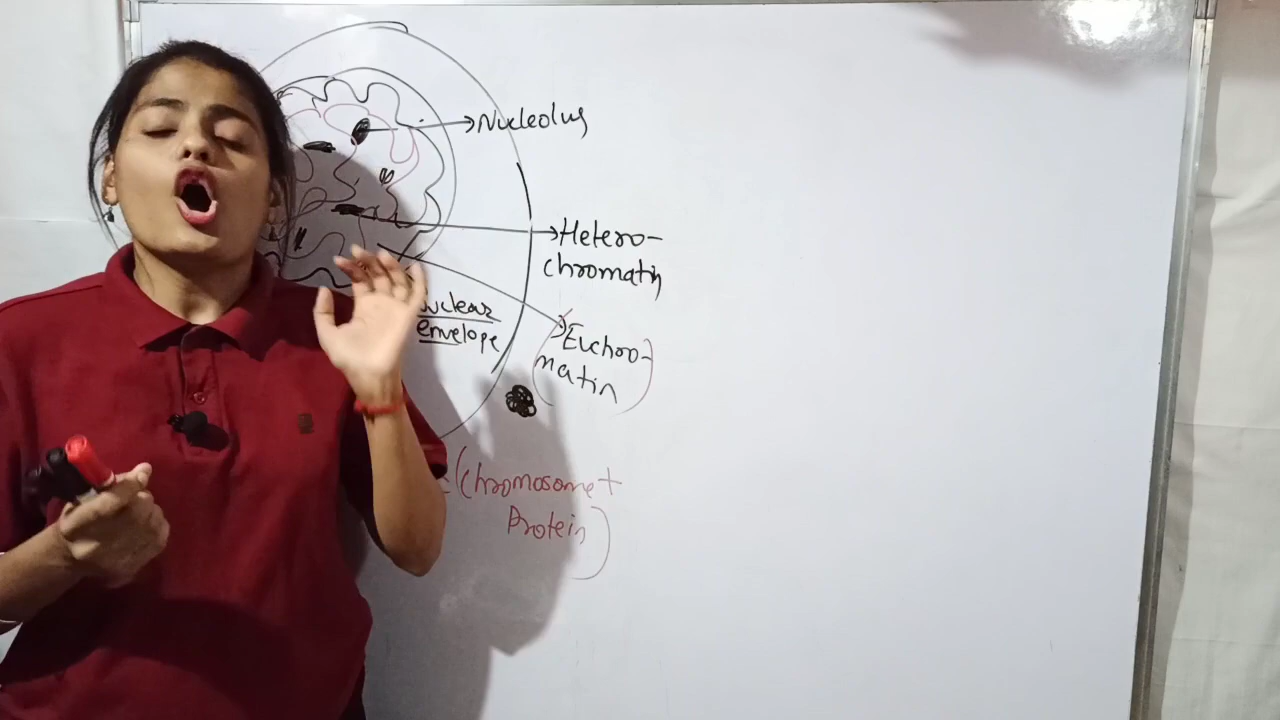 Nucleolus
Hetero-
chromatin
nuclear
envelope
Euchro-
matin
(chromosome +
Protein)